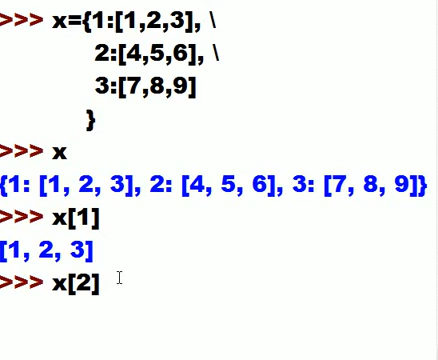 >>> x={1:[1,2,3], \
2:[4,5,6], \
3:[7,8,9]
}
>>> x
{1: [1, 2, 3], 2: [4, 5, 6], 3: [7, 8, 9]}
>>> x[1]
[1, 2, 3]
>>> x[2]